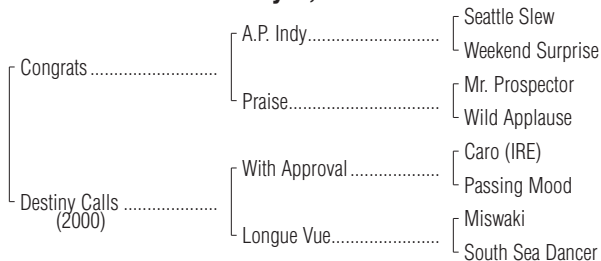 Seattle Slew
A.P. Indy
Weekend Surprise
Congrats
Mr. Prospector
Praise
Wild Applause
Caro (IRE)
With Approval
Passing Mood
Destiny Calls
(2000)
Miswaki
Longue Vue
South Sea Dancer